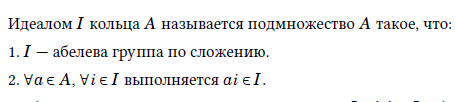 Идеалом I кольца A называется подмножество A такое, что:
1. I — абелева группа по сложению.
2. ∀a ∈ A, ∀i ∈ I выполняется ai ∈ I.